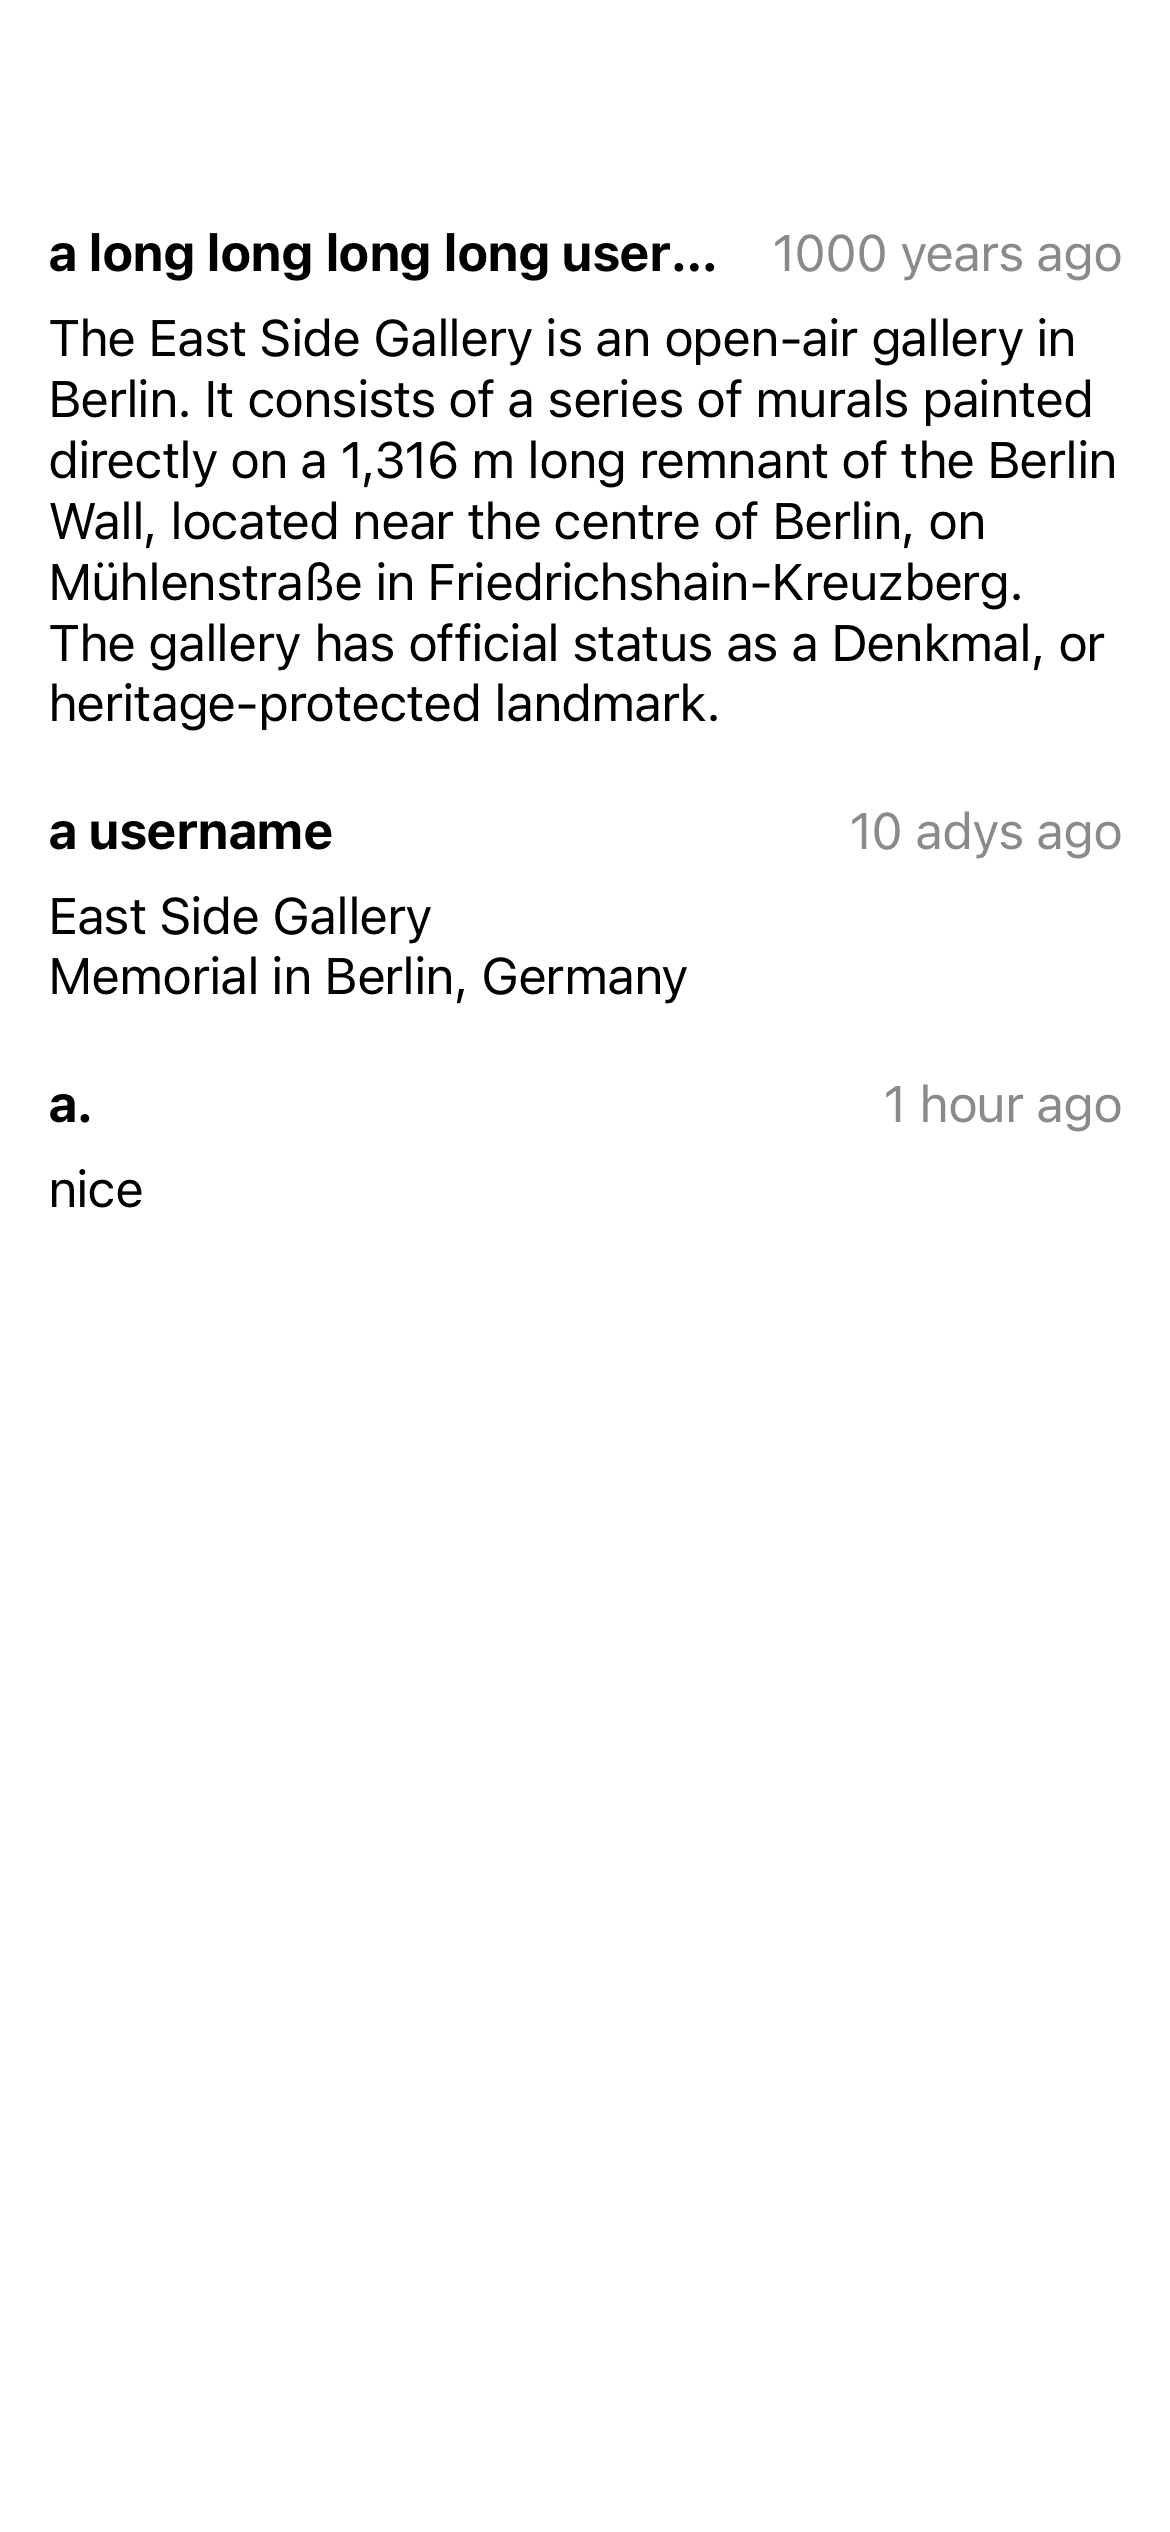 a long long long long user...
1000 years ago
The East Side Gallery is an open-air gallery in
Berlin. It consists of a series of murals painted
directly on a 1,316 m long remnant of the Berlin
Wall, located near the centre of Berlin, on
Mühlenstraße in Friedrichshain-Kreuzberg.
The gallery has official status as a Denkmal, or
heritage-protected landmark.
a username
10 adys ago
East Side Gallery
Memorial in Berlin, Germany
a.
1 hour ago
nice